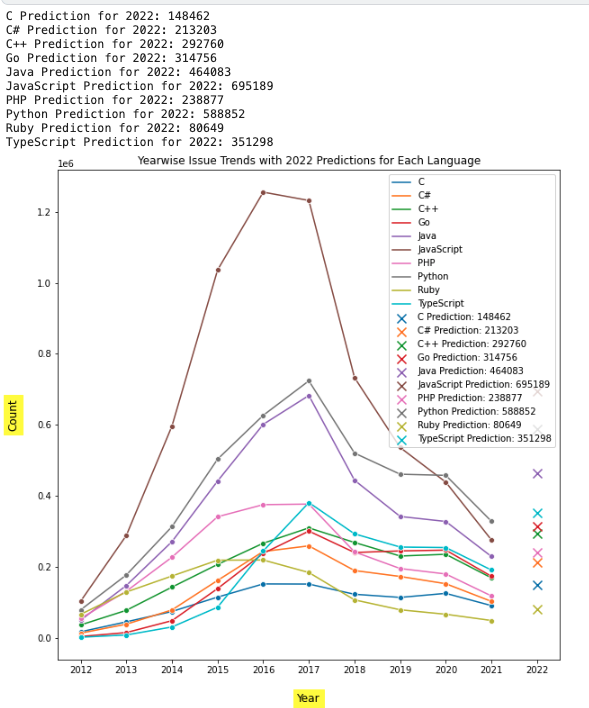 C Prediction for 2022: 148462
C# Prediction for 2022: 213203
C++ Prediction for 2022: 292760
Go Prediction for 2022: 314756
Java Prediction for 2022: 464083
JavaScript Prediction for 2022: 695189
PHP Prediction for 2022: 238877
Python Prediction for 2022: 588852
Ruby Prediction for 2022: 80649
TypeScript Prediction for 2022: 351298
Yearwise Issue Trends with 2022 Predictions for Each Language
1e6
C
C#
C++
Go
Java
JavaScript
PHP
Python
Ruby
TypeScript
C Prediction: 148462
C# Prediction: 213203
C++ Prediction: 292760
Go Prediction: 314756
Java Prediction: 464083
JavaScript Prediction: 695189
PHP Prediction: 238877
Python Prediction: 588852
Ruby Prediction: 80649
TypeScript Prediction: 351298
1.2
1.0
0.8
0.6
0.4
0.2
0.0
Count
2012 2013 2014 2015 2016 2017 2018 2019 2020 2021 2022
Year